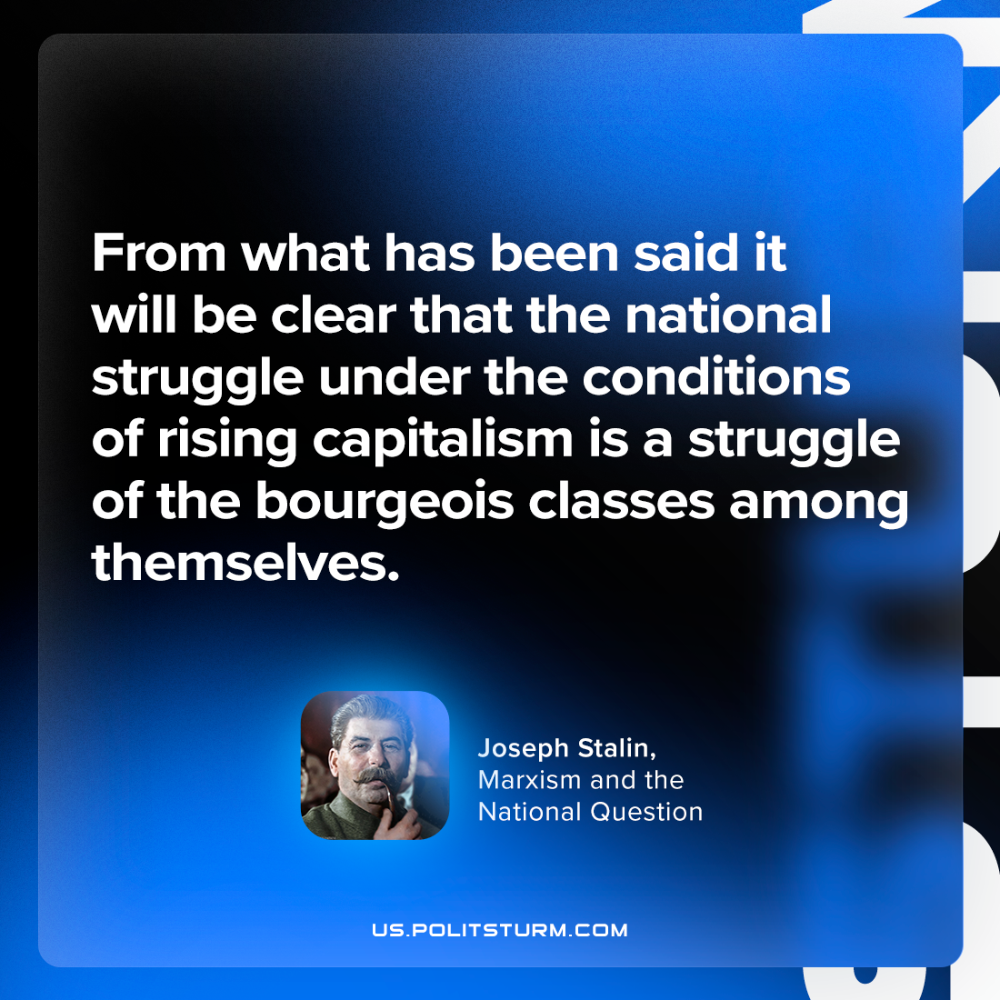 From what has been said it
will be clear that the national
struggle under the conditions
of rising capitalism is a struggle
of the bourgeois classes among
themselves.
Joseph Stalin,
Marxism and the
National Question
US.POLITSTURM.COM